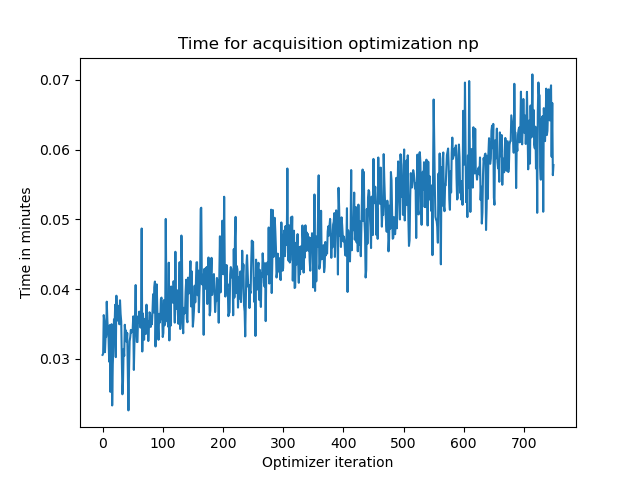 Time for acquisition optimization np
0.07
0.06
0.05
0.04
0.03
Time in minutes
0 100 200 300 400 500 600 700
Optimizer iteration